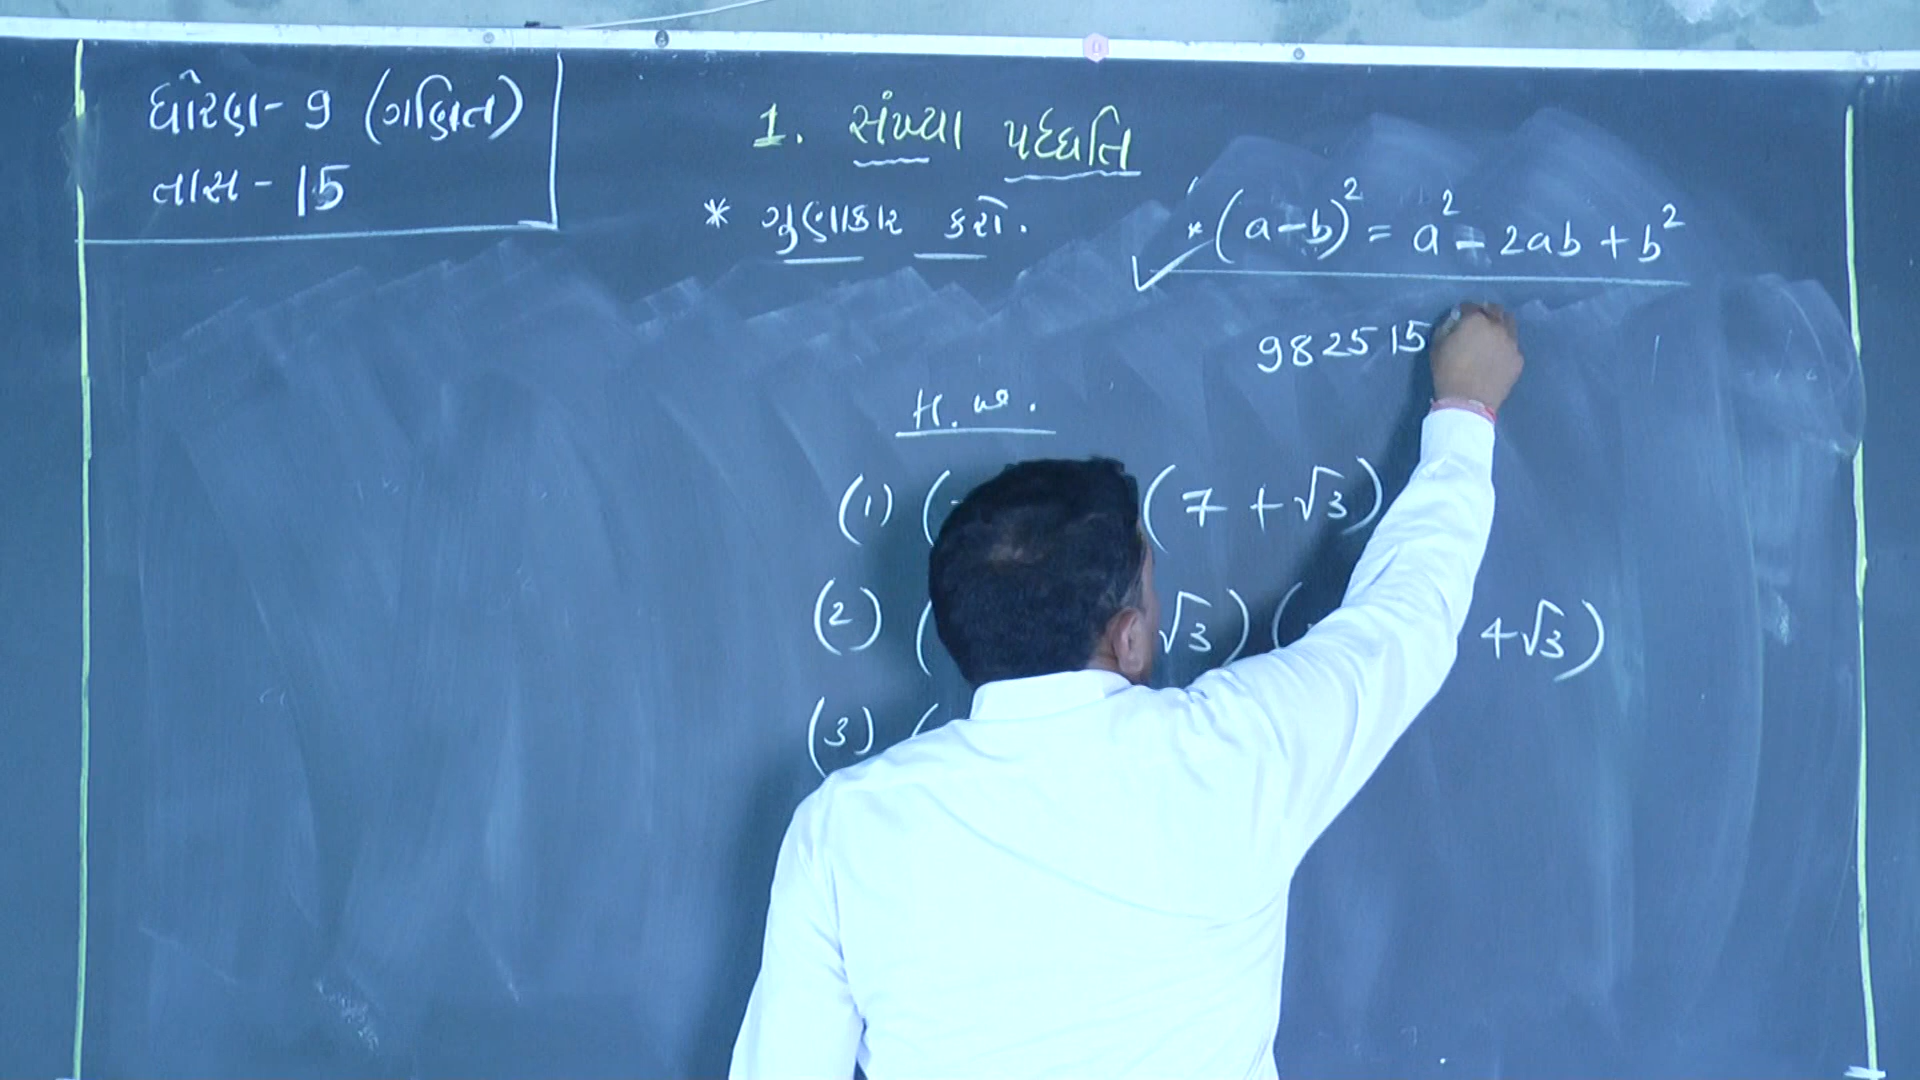 ધોરણ - 9 (ગણિત)
તાસ - 15
1. સંખ્યા પદ્ધતિ
* ગુણાકાર કરો.
* (a-b)² = a² - 2ab + b²
982515
H.W.
(1) ( (7 + √3)
(2) ( √3) ( 4√3)
(3) (